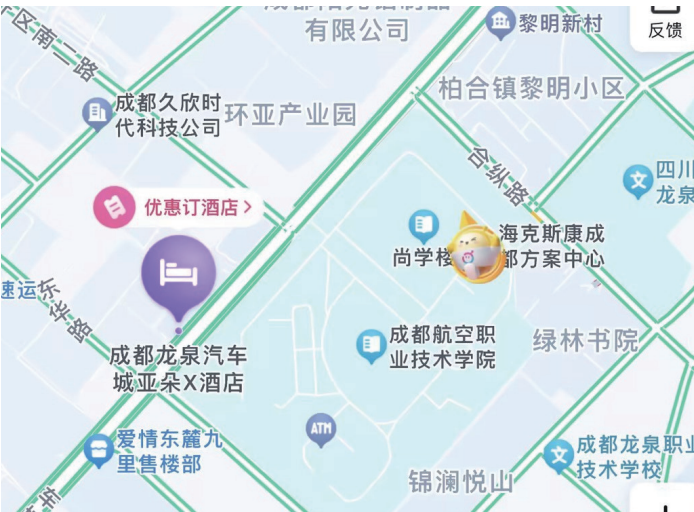 有限公司
黎明新村
反馈
区南二路
柏合镇黎明小区
成都久欣时
代科技公司
环亚产业园
合纵路
四川
龙泉
优惠订酒店
海克斯康成
都方案中心
尚学楼
速运
东华路
成都航空职
业技术学院
绿林书院
成都龙泉汽车
城亚朵X酒店
爱情东麓九
里售楼部
ATM
成都龙泉职业
技术学校
锦澜悦山
车